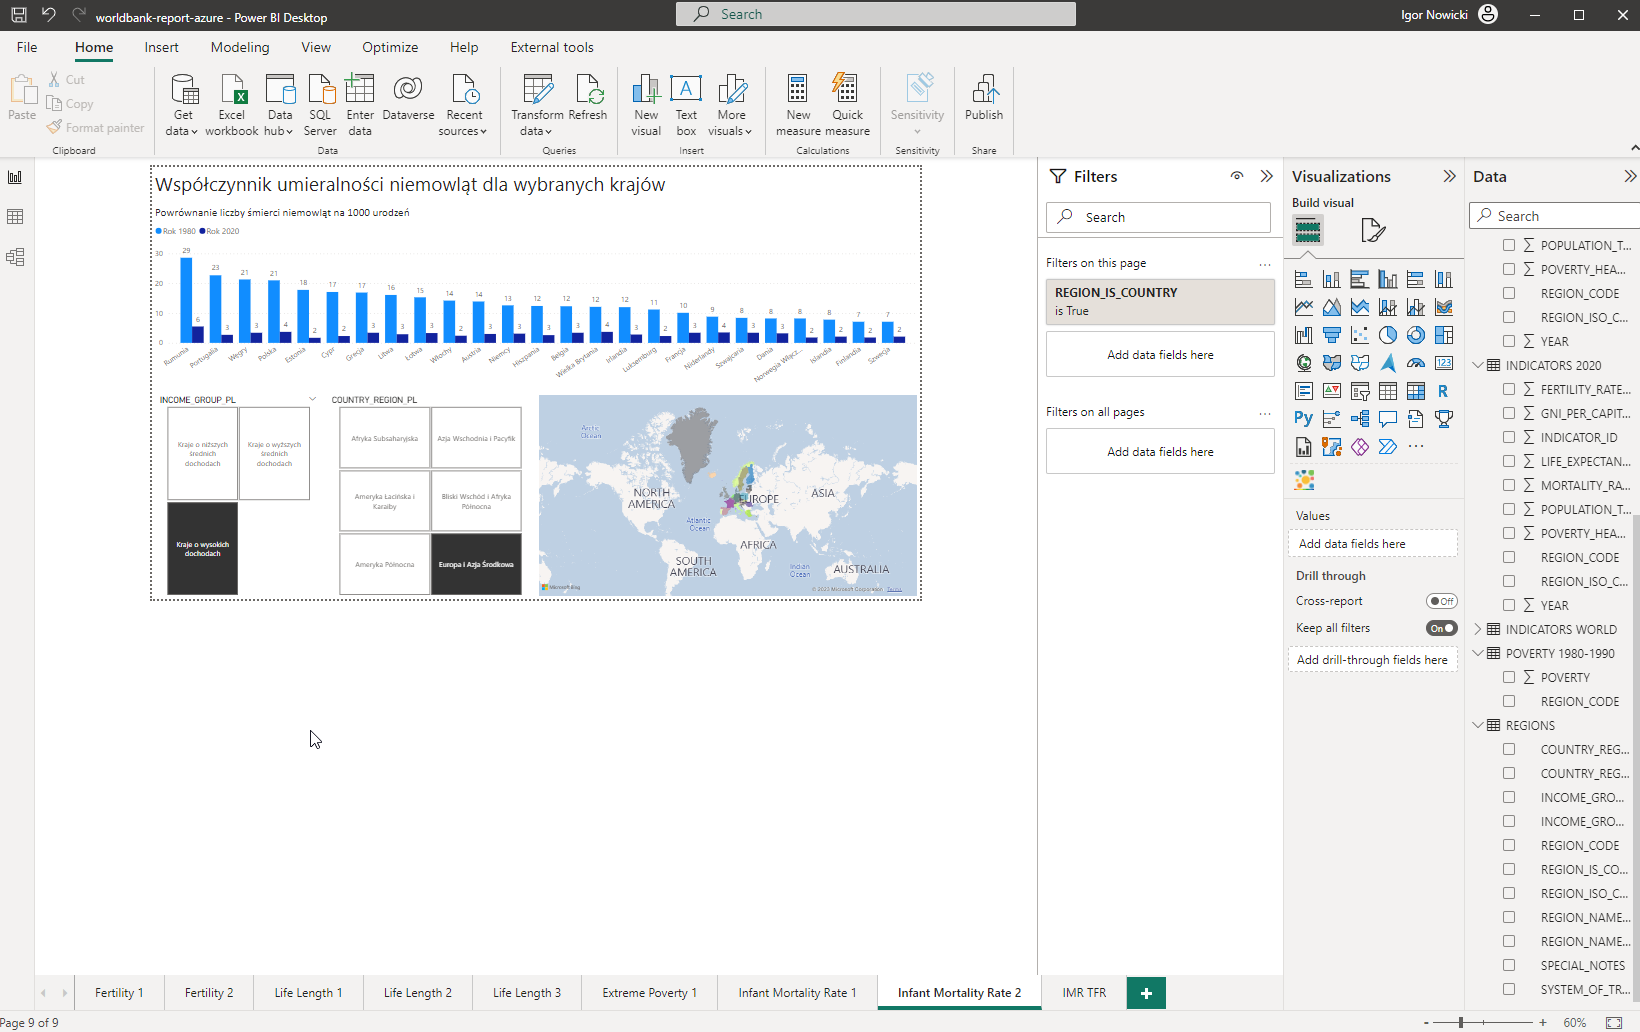 worldbank-report-azure - Power BI Desktop
Search
Igor Nowicki
File
Home
Insert
Modeling
View
Optimize
Help
External tools
Paste
Cut
Copy
Format painter
Clipboard
Get data
Excel workbook
Data hub
SQL Server
Enter data
Dataverse
Recent sources
Data
Transform data
Refresh
Queries
New visual
Text box
More visuals
Insert
New measure
Quick measure
Calculations
Sensitivity
Sensitivity
Publish
Share
Współczynnik umieralności niemowląt dla wybranych krajów
Powrównanie liczby śmierci niemowląt na 1000 urodzeń
Rok 1980 Rok 2020
30
20
10
0
29 23 21 21 18 17 17 16 15 14 14 13 12 12 12 12 11 10 9 8 8 8 8 7 7
6 3 3 4 2 2 3 3 3 2 3 3 3 3 4 3 2 3 4 3 3 2 2 2 2
Rumunia
Portugalia
Węgry
Polska
Estonia
Cypr
Grecja
Litwa
Łotwa
Włochy
Austria
Niemcy
Hiszpania
Belgia
Wielka Brytania
Irlandia
Luksemburg
Francja
Niderlandy
Szwajcaria
Dania
Norwegia Włącz...
Islandia
Finlandia
Szwecja
INCOME_GROUP_PL
Kraje o niższych średnich dochodach
Kraje o wyższych średnich dochodach
Kraje o wysokich dochodach
COUNTRY_REGION_PL
Afryka Subsaharyjska
Azja Wschodnia i Pacyfik
Ameryka Łacińska i Karaiby
Bliski Wschód i Afryka Północna
Ameryka Północna
Europa i Azja Środkowa
Arctic Ocean
NORTH AMERICA
EUROPE
ASIA
Atlantic Ocean
AFRICA
SOUTH AMERICA
Indian Ocean
AUSTRALIA
Microsoft Bing
© 2023 Microsoft Corporation Terms
Filters
Search
Filters on this page
...
REGION_IS_COUNTRY
is True
Add data fields here
Filters on all pages
...
Add data fields here
Visualizations
Build visual
123
R
Py
...
Values
Add data fields here
Drill through
Cross-report
Off
Keep all filters
On
Add drill-through fields here
Data
Search
POPULATION_T...
POVERTY_HEA...
REGION_CODE
REGION_ISO_C...
YEAR
INDICATORS 2020
FERTILITY_RATE...
GNI_PER_CAPIT...
INDICATOR_ID
LIFE_EXPECTAN...
MORTALITY_RA...
POPULATION_T...
POVERTY_HEA...
REGION_CODE
REGION_ISO_C...
YEAR
INDICATORS WORLD
POVERTY 1980-1990
POVERTY
REGION_CODE
REGIONS
COUNTRY_REG...
COUNTRY_REG...
INCOME_GRO...
INCOME_GRO...
REGION_CODE
REGION_IS_CO...
REGION_ISO_C...
REGION_NAME...
REGION_NAME...
SPECIAL_NOTES
SYSTEM_OF_TR...
Fertility 1
Fertility 2
Life Length 1
Life Length 2
Life Length 3
Extreme Poverty 1
Infant Mortality Rate 1
Infant Mortality Rate 2
IMR TFR
+
Page 9 of 9
- + 60%